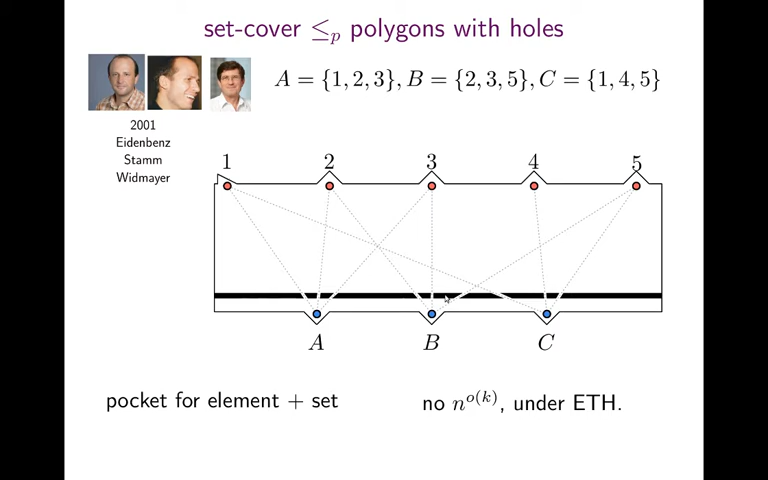 set-cover ≤p polygons with holes
A = {1, 2, 3}, B = {2, 3, 5}, C = {1, 4, 5}
2001
Eidenbenz
Stamm
Widmayer
1 2 3 4 5
A B C
pocket for element + set
no n^{o(k)}, under ETH.